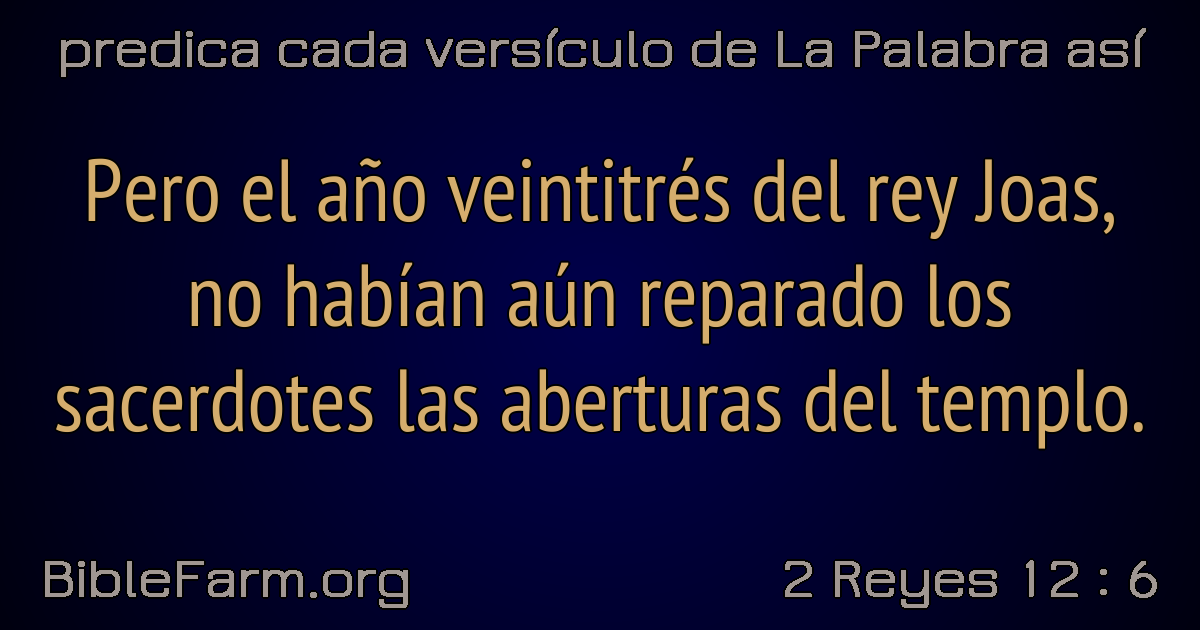 predica cada versículo de La Palabra así
Pero el año veintitrés del rey Joas,
no habían aún reparado los
sacerdotes las aberturas del templo.
BibleFarm.org
2 Reyes 12 : 6